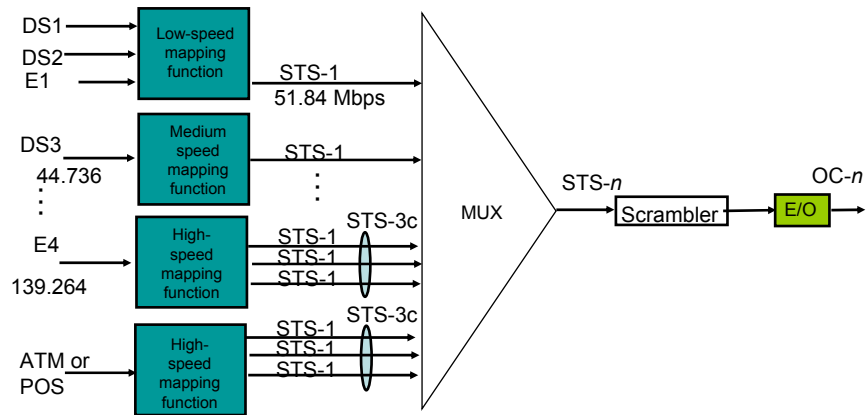 DS1
DS2
E1
Low-speed
mapping
function
STS-1
51.84 Mbps
DS3
44.736
Medium
speed
mapping
function
STS-1
E4
139.264
High-
speed
mapping
function
STS-3c
STS-1
STS-1
STS-1
ATM or
POS
High-
speed
mapping
function
STS-3c
STS-1
STS-1
STS-1
MUX
STS-n
Scrambler
E/O
OC-n